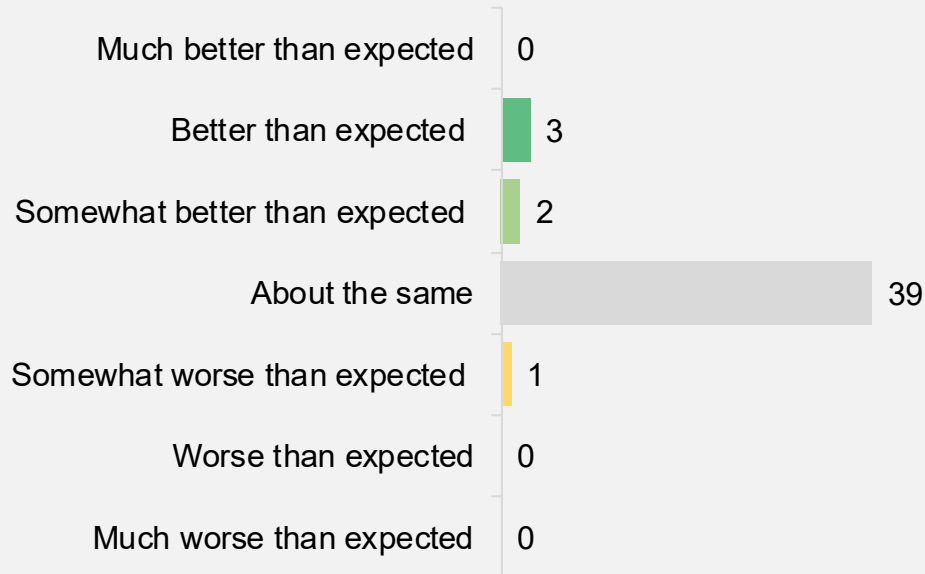 Much better than expected 0
Better than expected 3
Somewhat better than expected 2
About the same 39
Somewhat worse than expected 1
Worse than expected 0
Much worse than expected 0